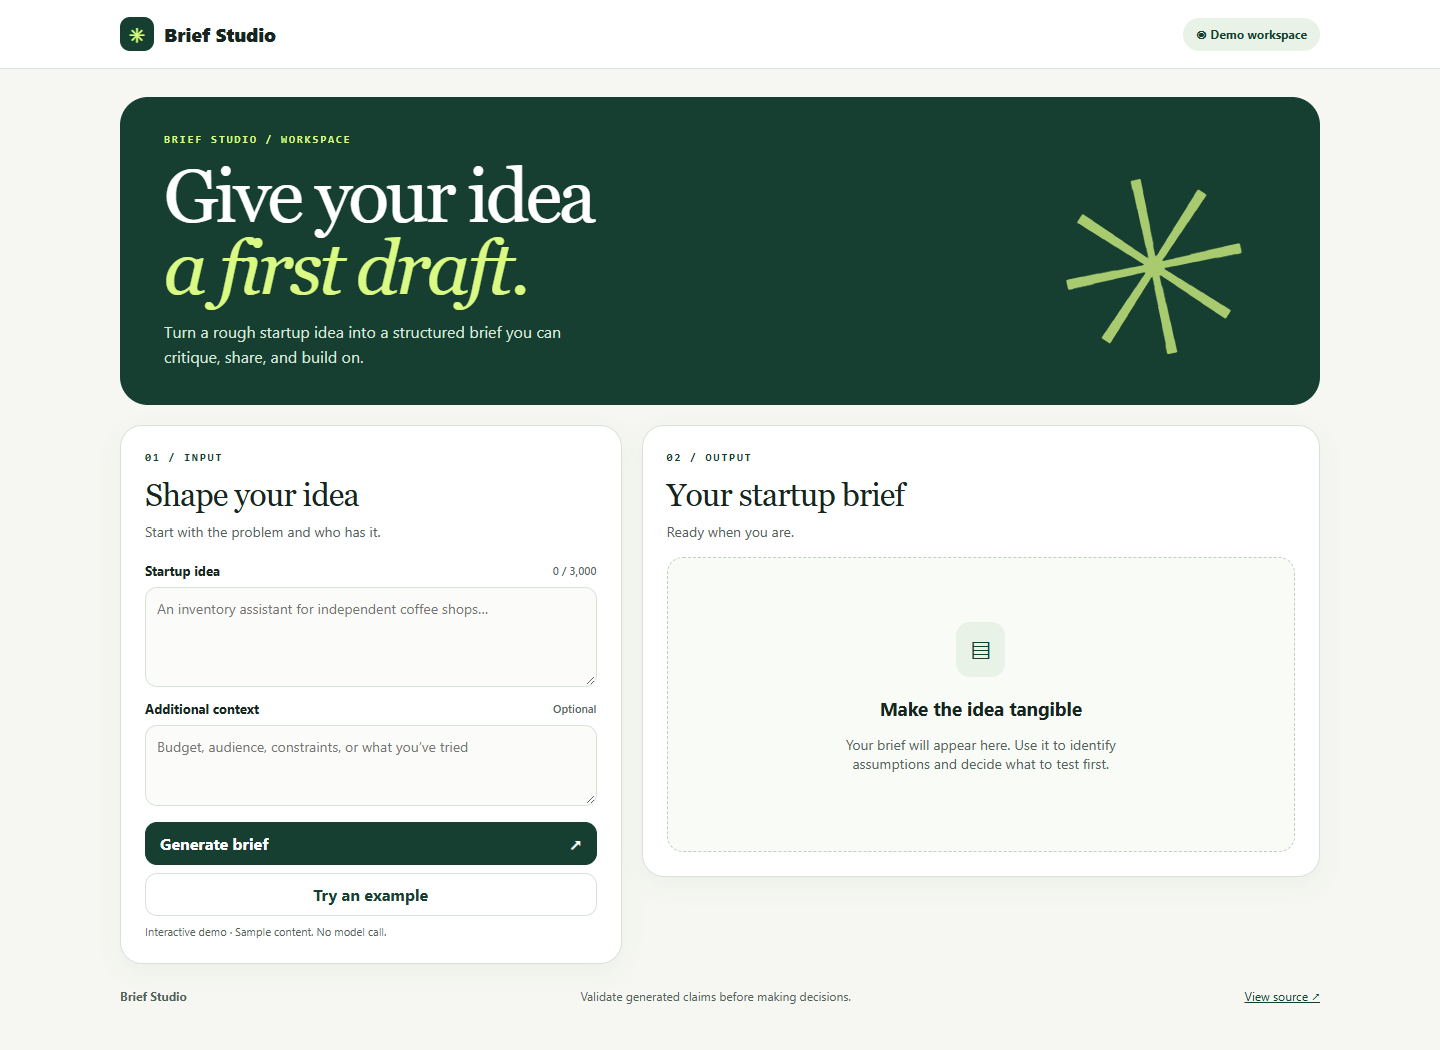 Brief Studio
Demo workspace
BRIEF STUDIO / WORKSPACE
Give your idea
a first draft.
Turn a rough startup idea into a structured brief you can
critique, share, and build on.
01 / INPUT
Shape your idea
Start with the problem and who has it.
Startup idea
0 / 3,000
An inventory assistant for independent coffee shops...
Additional context
Optional
Budget, audience, constraints, or what you've tried
Generate brief ↗
Try an example
Interactive demo · Sample content. No model call.
02 / OUTPUT
Your startup brief
Ready when you are.
Make the idea tangible
Your brief will appear here. Use it to identify
assumptions and decide what to test first.
Brief Studio
Validate generated claims before making decisions.
View source ↗